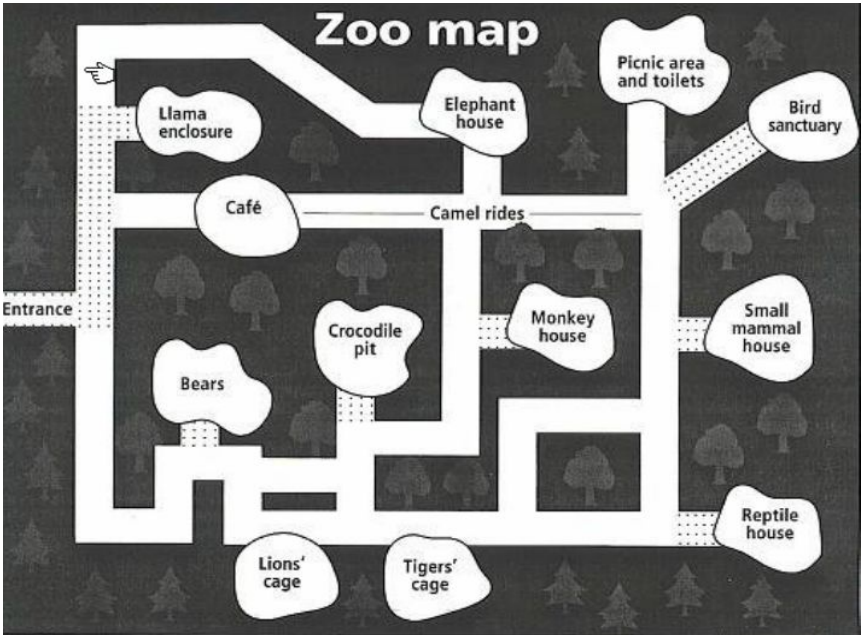 Zoo map
Picnic area
and toilets
Elephant
house
Bird
sanctuary
Llama
enclosure
Café
Camel rides
Entrance
Crocodile
pit
Monkey
house
Small
mammal
house
Bears
Reptile
house
Lions'
cage
Tigers'
cage